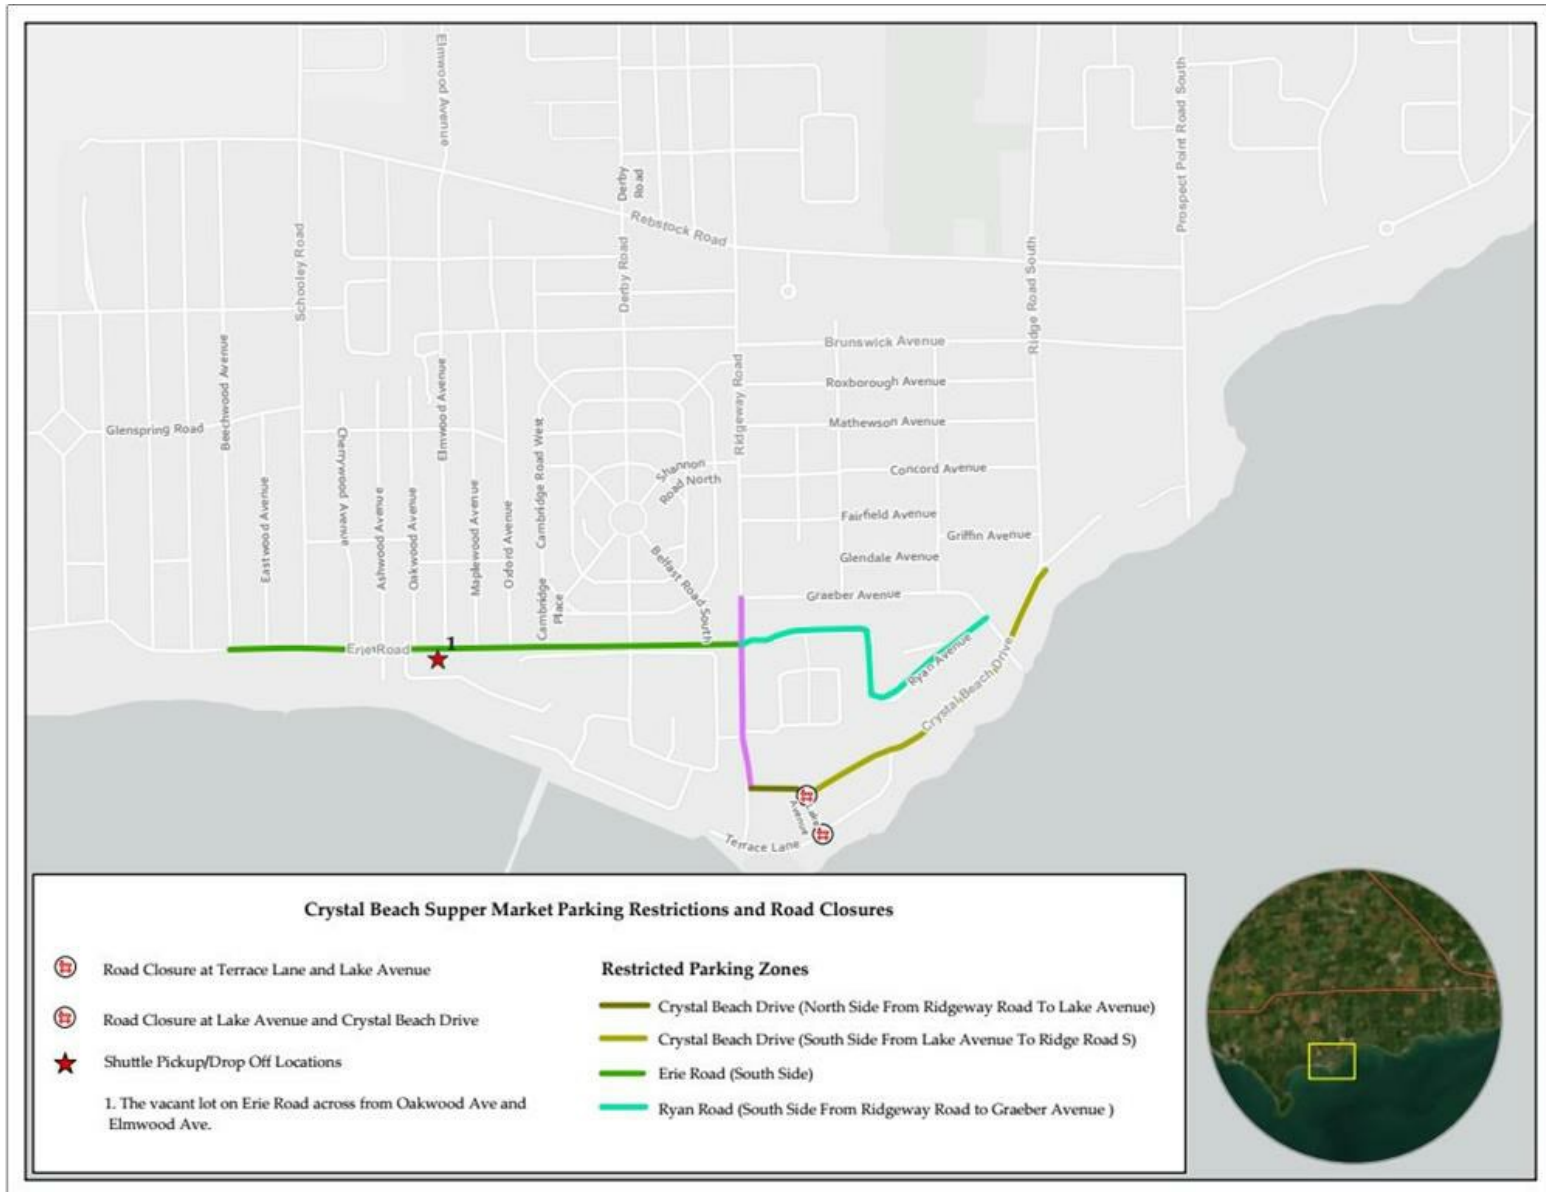 Elmwood Avenue
Prospect Point Road South
Derby
Road
Rebstock Road
Schooley Road
Derby Road
Ridge Road South
Brunswick Avenue
Beechwood Avenue
Elmwood Avenue
Ridgeway Road
Roxborough Avenue
Mathewson Avenue
Glenspring Road
Cherrywood Avenue
Cambridge Road West
Shannon
Road North
Concord Avenue
Eastwood Avenue
Ashwood Avenue
Oakwood Avenue
Maplewood Avenue
Oxford Avenue
Fairfield Avenue
Griffin Avenue
Belfast Road South
Glendale Avenue
Cambridge
Place
Graeber Avenue
1
Erie Road
Ryan Avenue
Crystal Beach Drive
Lake
Avenue
Terrace Lane
Crystal Beach Supper Market Parking Restrictions and Road Closures
Road Closure at Terrace Lane and Lake Avenue
Road Closure at Lake Avenue and Crystal Beach Drive
Shuttle Pickup/Drop Off Locations
1. The vacant lot on Erie Road across from Oakwood Ave and
Elmwood Ave.
Restricted Parking Zones
Crystal Beach Drive (North Side From Ridgeway Road To Lake Avenue)
Crystal Beach Drive (South Side From Lake Avenue To Ridge Road S)
Erie Road (South Side)
Ryan Road (South Side From Ridgeway Road to Graeber Avenue )